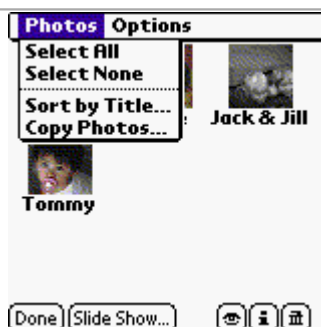 Photos Options
Select All
Select None
Sort by Title...
Copy Photos...
Jack & Jill
Tommy
Done Slide Show...